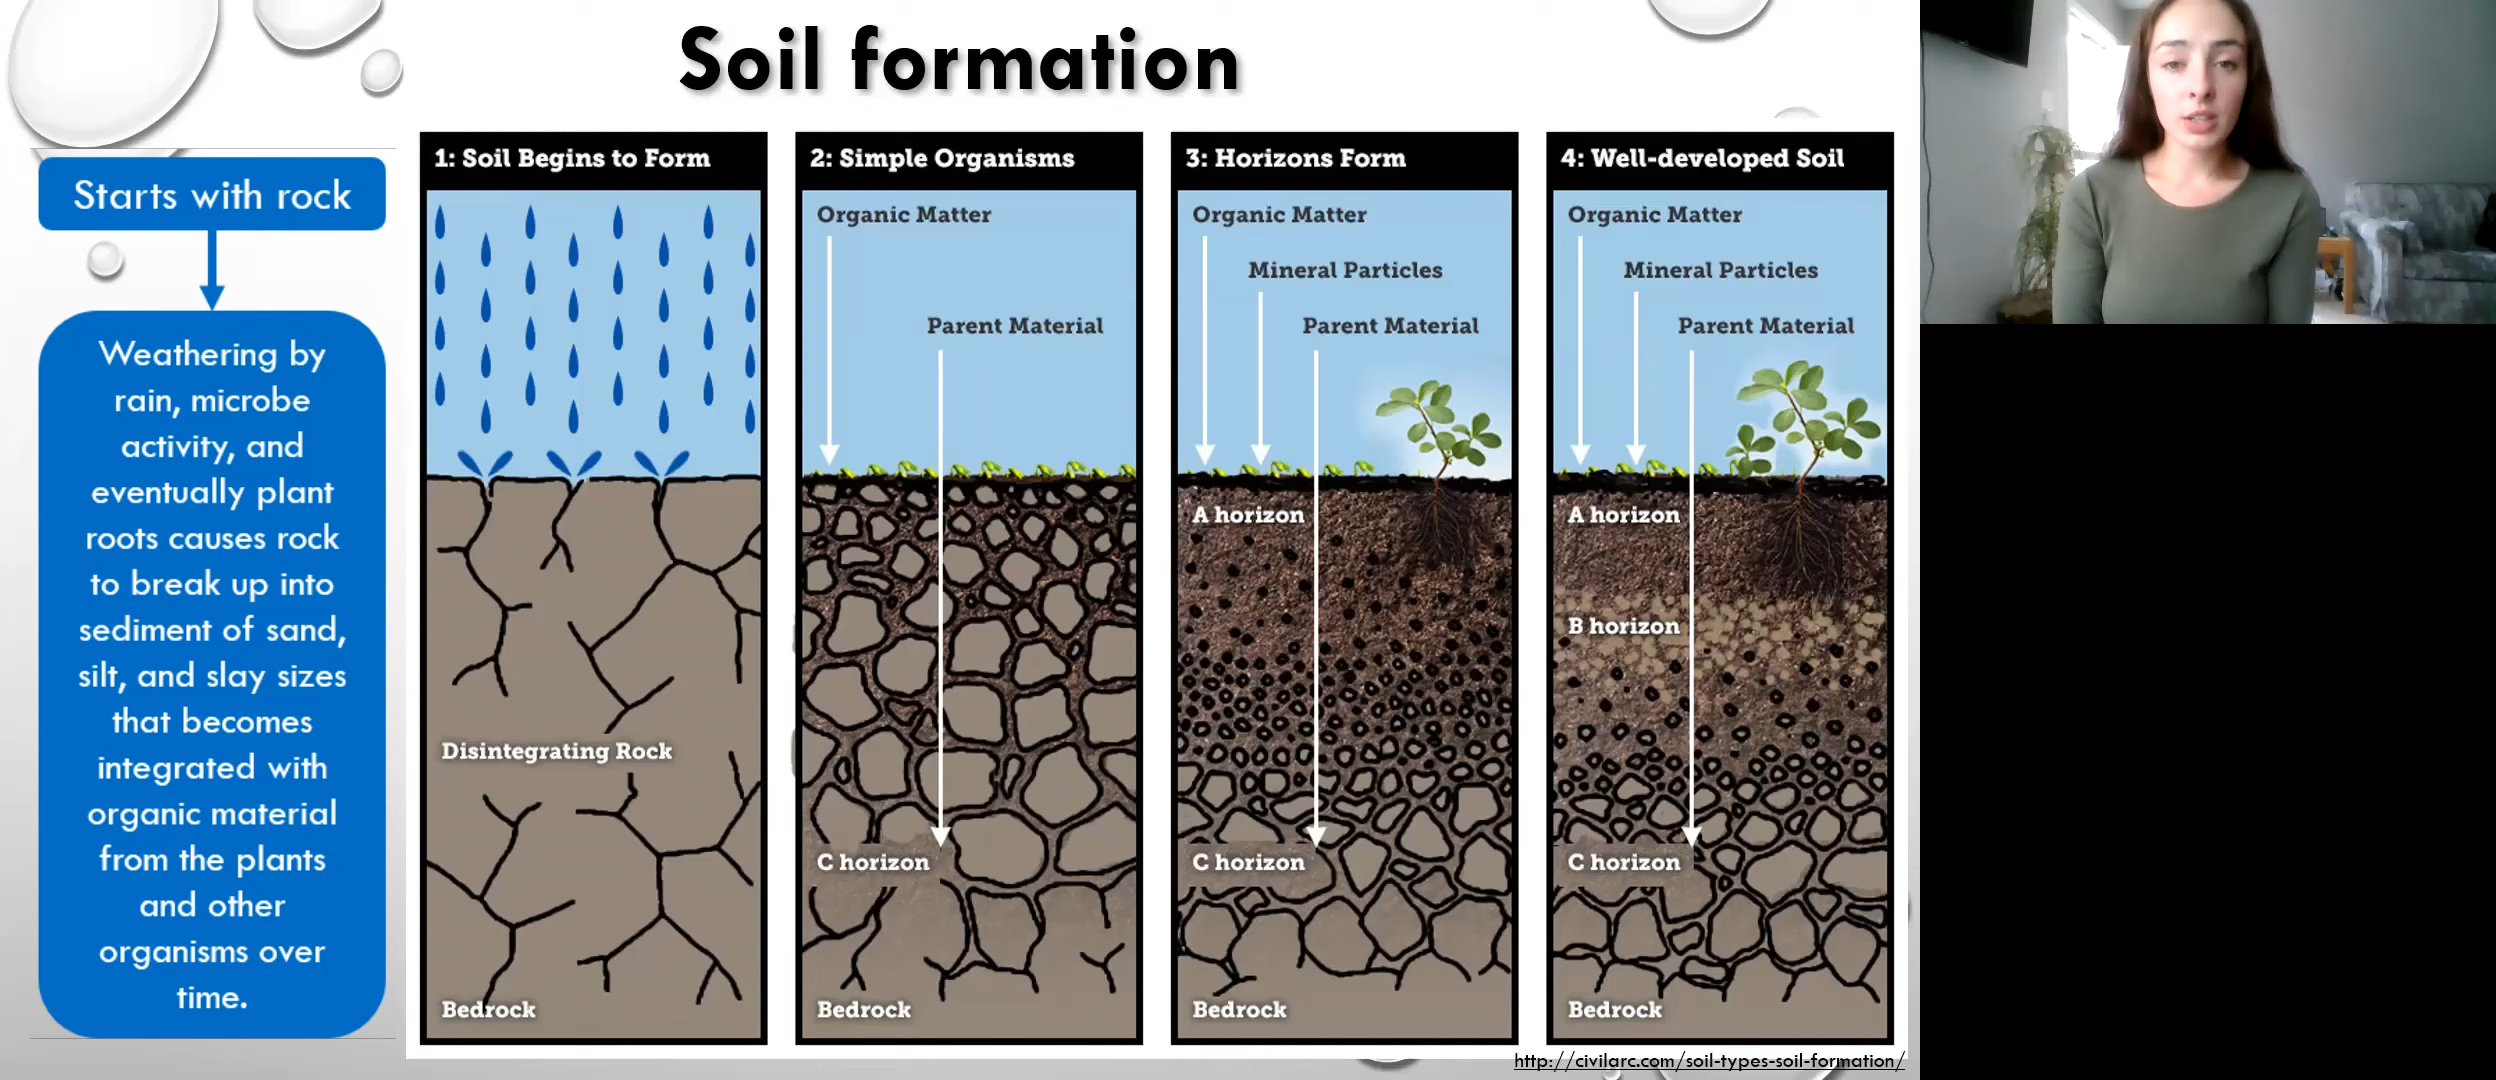 Soil formation
Starts with rock
Weathering by
rain, microbe
activity, and
eventually plant
roots causes rock
to break up into
sediment of sand,
silt, and slay sizes
that becomes
integrated with
organic material
from the plants
and other
organisms over
time.
1: Soil Begins to Form
Disintegrating Rock
Bedrock
2: Simple Organisms
Organic Matter
Parent Material
C horizon
Bedrock
3: Horizons Form
Organic Matter
Mineral Particles
Parent Material
A horizon
C horizon
Bedrock
4: Well-developed Soil
Organic Matter
Mineral Particles
Parent Material
A horizon
B horizon
C horizon
Bedrock
http://civilarc.com/soil-types-soil-formation/